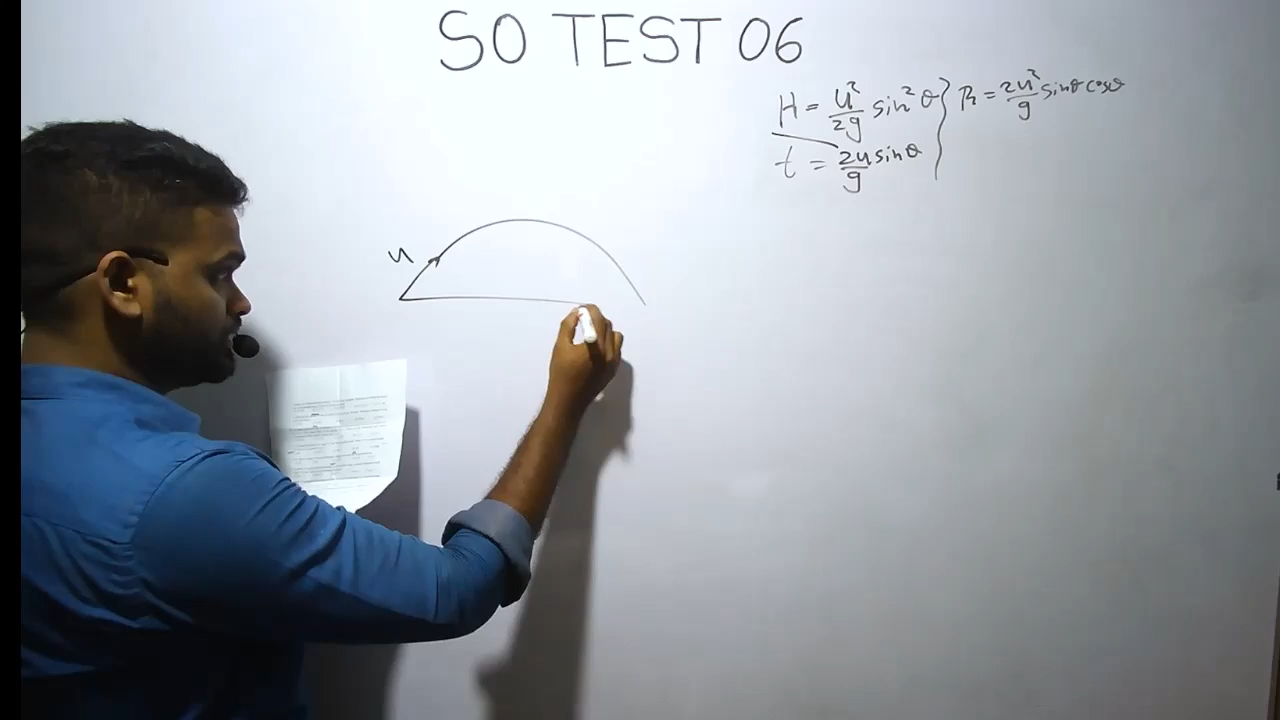 SO TEST 06
H = u²/2g sin²θ } R = 2u²/g sinθ cosθ
t = 2u sinθ/g
u